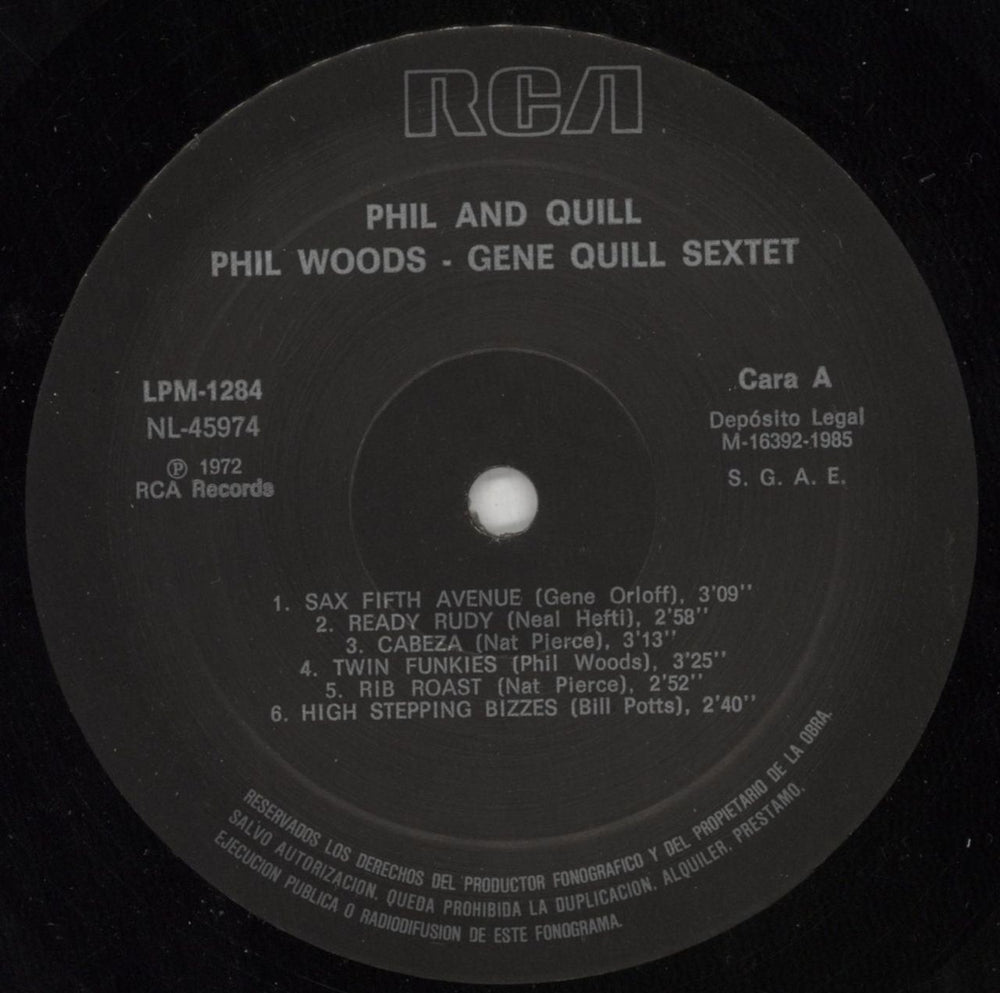 RCA
PHIL AND QUILL
PHIL WOODS - GENE QUILL SEXTET
LPM-1284
NL-45974
Ⓟ 1972
RCA Records
Cara A
Depósito Legal
M-16392-1985
S. G. A. E.
1. SAX FIFTH AVENUE (Gene Orloff), 3'09''
2. READY RUDY (Neal Hefti), 2'58''
3. CABEZA (Nat Pierce), 3'13''
4. TWIN FUNKIES (Phil Woods), 3'25''
5. RIB ROAST (Nat Pierce), 2'52''
6. HIGH STEPPING BIZZES (Bill Potts), 2'40''
RESERVADOS LOS DERECHOS DEL PRODUCTOR FONOGRAFICO Y DEL PROPIETARIO DE LA OBRA.
SALVO AUTORIZACION, QUEDA PROHIBIDA LA DUPLICACION, ALQUILER, PRESTAMO,
EJECUCION PUBLICA O RADIODIFUSION DE ESTE FONOGRAMA.